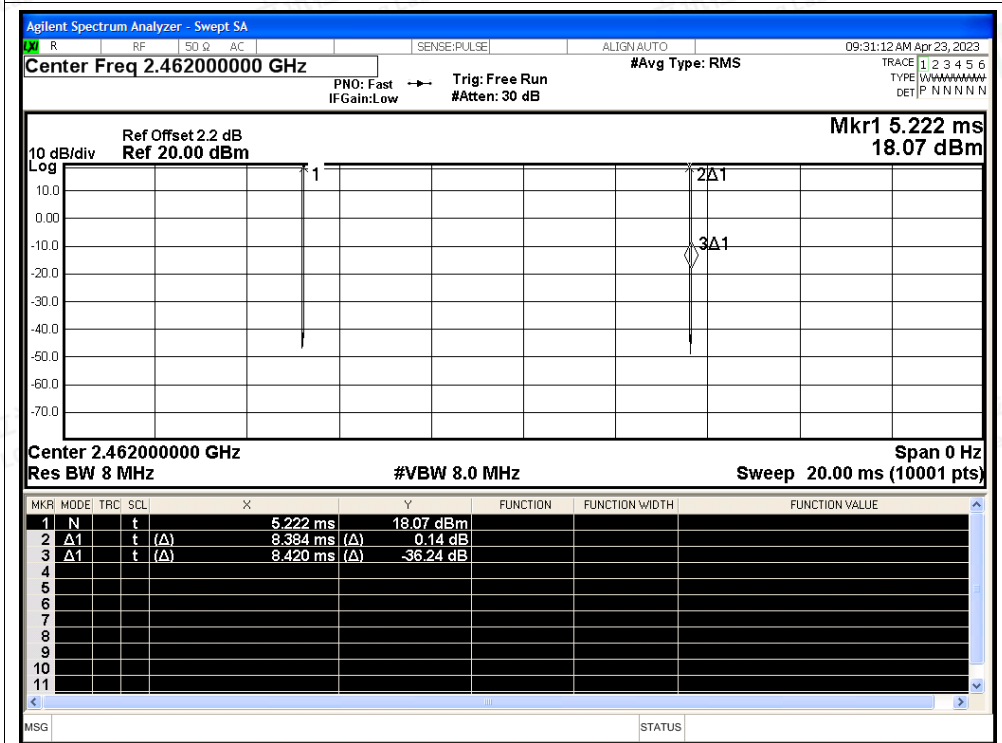 Agilent Spectrum Analyzer - Swept SA
LXI R RF 50 Ω AC SENSE:PULSE ALIGN AUTO 09:31:12 AM Apr 23, 2023
Center Freq 2.462000000 GHz #Avg Type: RMS TRACE 1 2 3 4 5 6
PNO: Fast Trig: Free Run TYPE WWWWWW
IFGain:Low #Atten: 30 dB DET P N N N N N
Mkr1 5.222 ms
Ref Offset 2.2 dB
10 dB/div Ref 20.00 dBm 18.07 dBm
Log
1 2Δ1
10.0
0.00
-10.0 3Δ1
-20.0
-30.0
-40.0
-50.0
-60.0
-70.0
Center 2.462000000 GHz Span 0 Hz
Res BW 8 MHz #VBW 8.0 MHz Sweep 20.00 ms (10001 pts)
MKR MODE TRC SCL X Y FUNCTION FUNCTION WIDTH FUNCTION VALUE
1 N t 5.222 ms 18.07 dBm
2 Δ1 t (Δ) 8.384 ms (Δ) 0.14 dB
3 Δ1 t (Δ) 8.420 ms (Δ) -36.24 dB
4
5
6
7
8
9
10
11
MSG STATUS